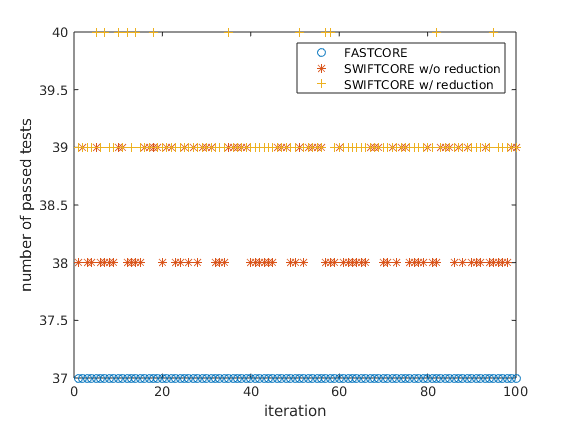 40
39.5
39
38.5
38
37.5
37
number of passed tests
FASTCORE
SWIFTCORE w/o reduction
SWIFTCORE w/ reduction
0 20 40 60 80 100
iteration